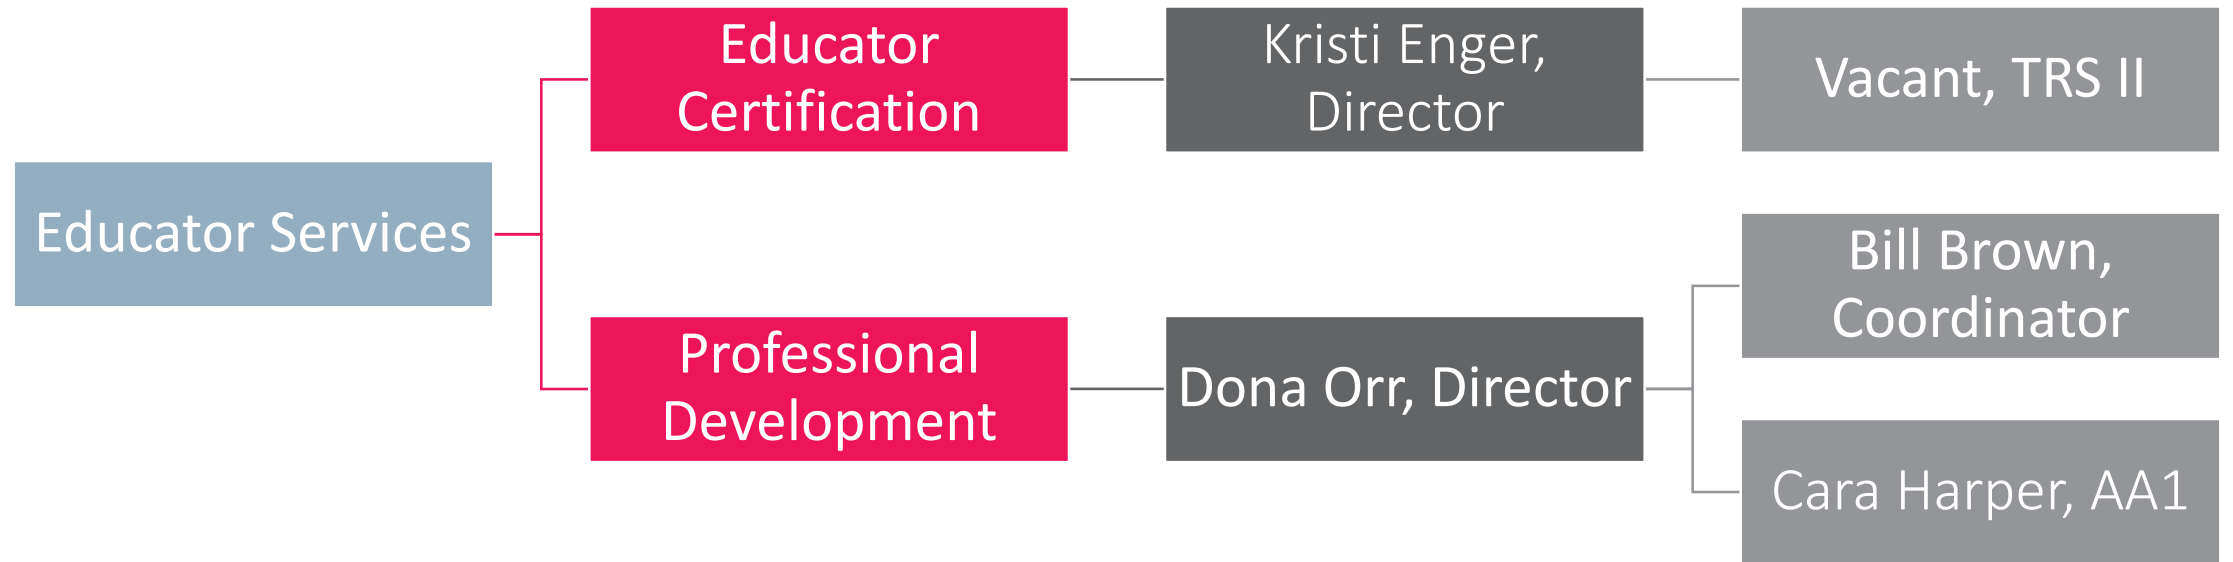 Educator Services
Educator
Certification
Kristi Enger,
Director
Vacant, TRS II
Professional
Development
Dona Orr, Director
Bill Brown,
Coordinator
Cara Harper, AA1